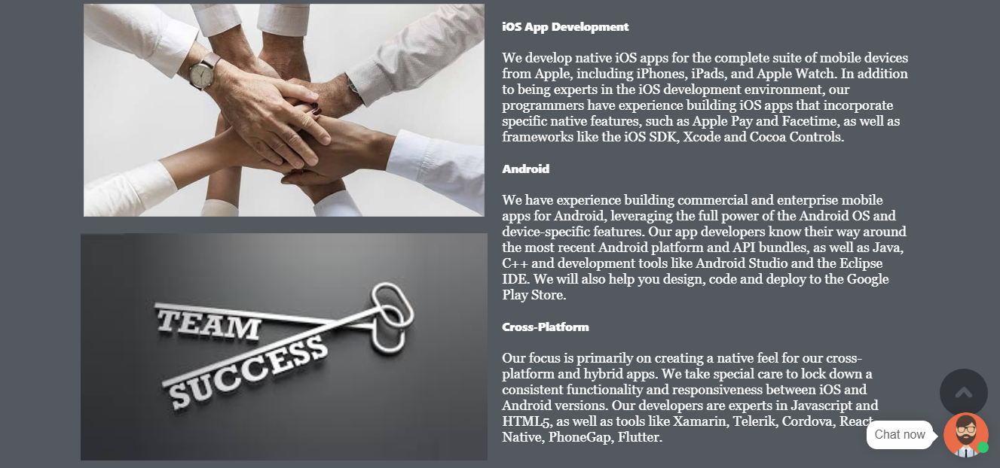 iOS App Development
We develop native iOS apps for the complete suite of mobile devices
from Apple, including iPhones, iPads, and Apple Watch. In addition
to being experts in the iOS development environment, our
programmers have experience building iOS apps that incorporate
specific native features, such as Apple Pay and Facetime, as well as
frameworks like the iOS SDK, Xcode and Cocoa Controls.
Android
We have experience building commercial and enterprise mobile
apps for Android, leveraging the full power of the Android OS and
device-specific features. Our app developers know their way around
the most recent Android platform and API bundles, as well as Java,
C++ and development tools like Android Studio and the Eclipse
IDE. We will also help you design, code and deploy to the Google
Play Store.
Cross-Platform
Our focus is primarily on creating a native feel for our cross-
platform and hybrid apps. We take special care to lock down a
consistent functionality and responsiveness between iOS and
Android versions. Our developers are experts in Javascript and
HTML5, as well as tools like Xamarin, Telerik, Cordova, React
Native, PhoneGap, Flutter.
TEAM
SUCCESS
Chat now